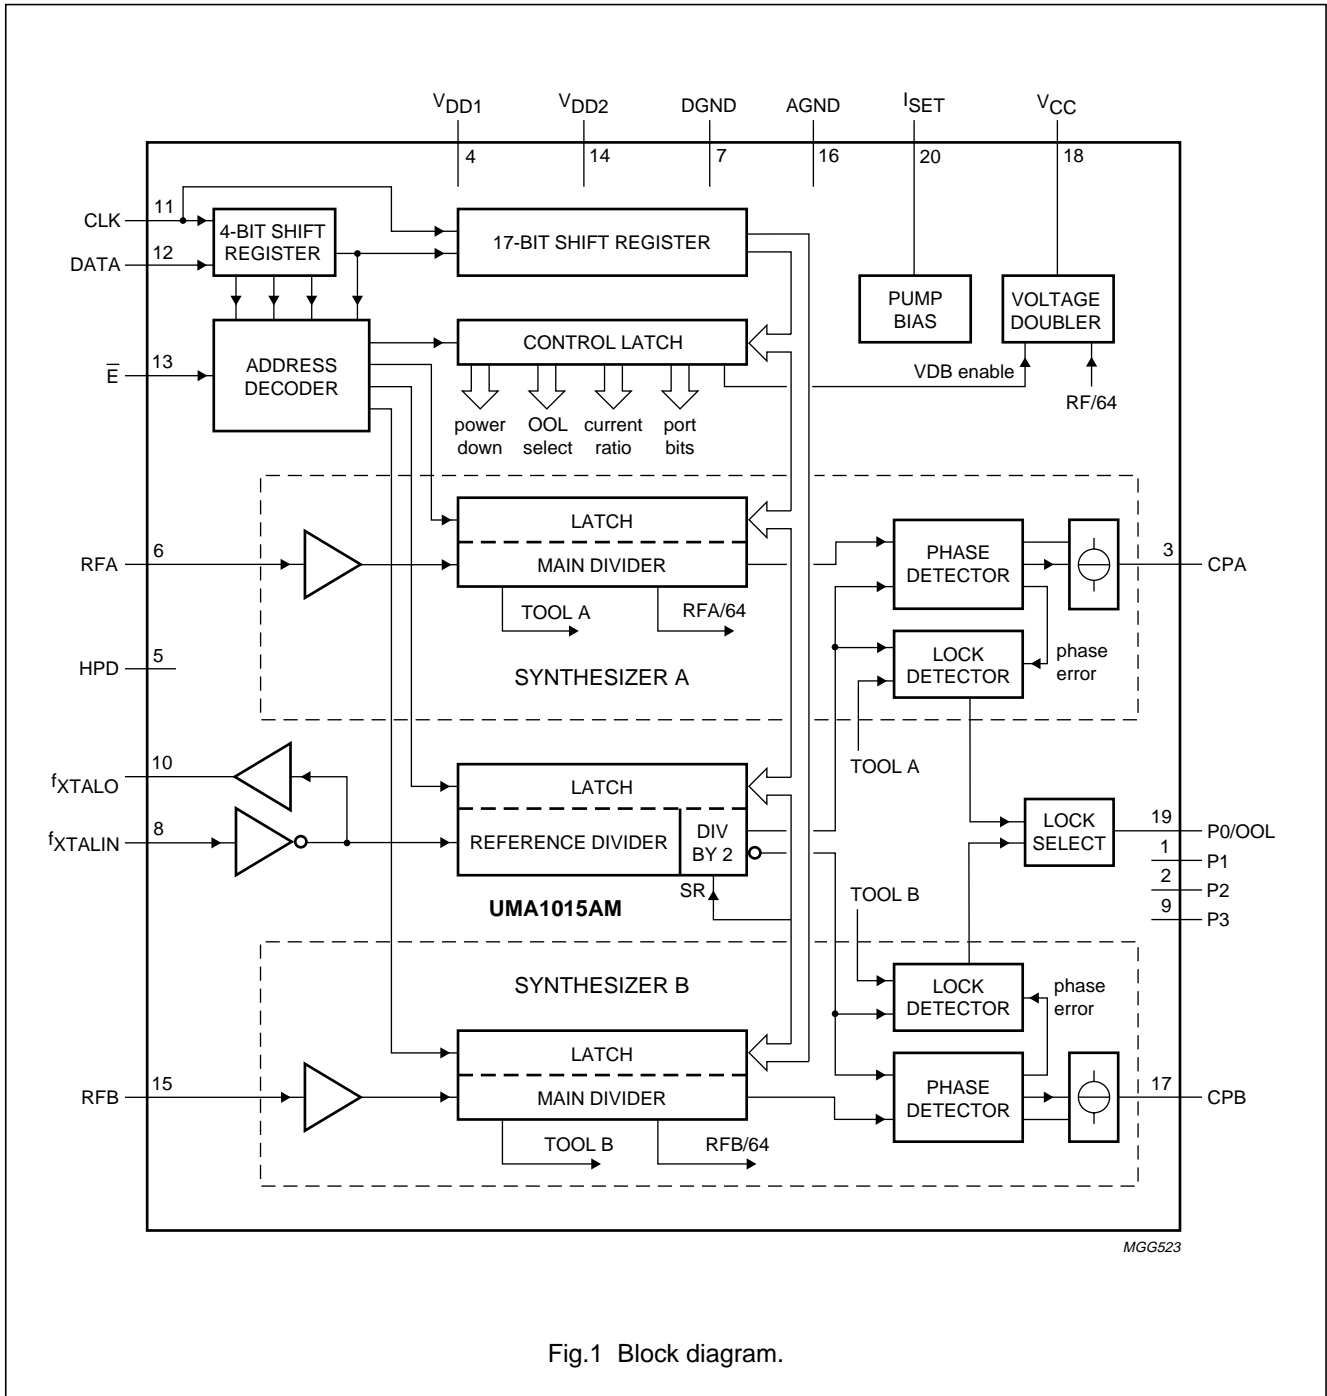 VDD1 VDD2 DGND AGND ISET VCC
4 14 7 16 20 18
CLK 11
DATA 12
4-BIT SHIFT
REGISTER
17-BIT SHIFT REGISTER
PUMP
BIAS
VOLTAGE
DOUBLER
E̅ 13
ADDRESS
DECODER
CONTROL LATCH
VDB enable
RF/64
power
down
OOL
select
current
ratio
port
bits
RFA 6
LATCH
MAIN DIVIDER
TOOL A
RFA/64
PHASE
DETECTOR
3 CPA
HPD 5
SYNTHESIZER A
LOCK
DETECTOR
phase
error
TOOL A
fXTALO 10
fXTALIN 8
LATCH
REFERENCE DIVIDER
DIV
BY 2
SR
UMA1015AM
LOCK
SELECT
19 P0/OOL
1 P1
2 P2
9 P3
TOOL B
SYNTHESIZER B
LOCK
DETECTOR
phase
error
RFB 15
LATCH
MAIN DIVIDER
TOOL B
RFB/64
PHASE
DETECTOR
17 CPB
MGG523
Fig.1 Block diagram.